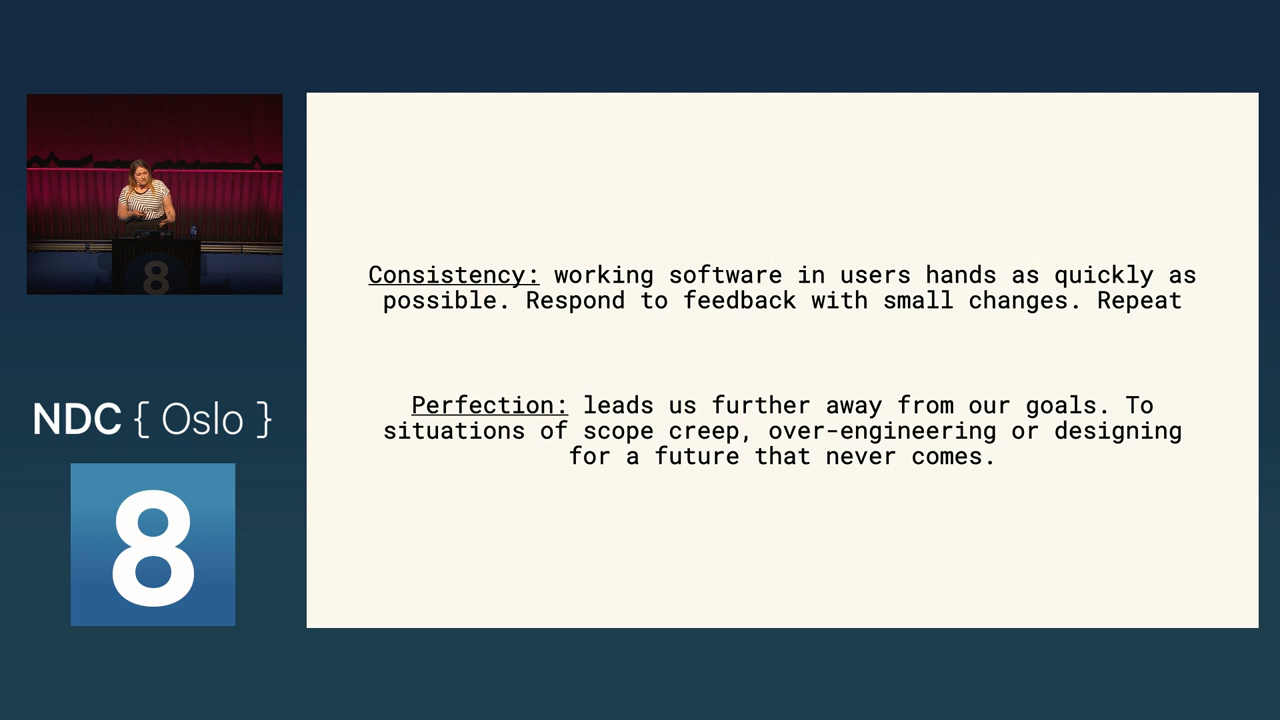 8
NDC { Oslo }
8
Consistency: working software in users hands as quickly as
possible. Respond to feedback with small changes. Repeat
Perfection: leads us further away from our goals. To
situations of scope creep, over-engineering or designing
for a future that never comes.